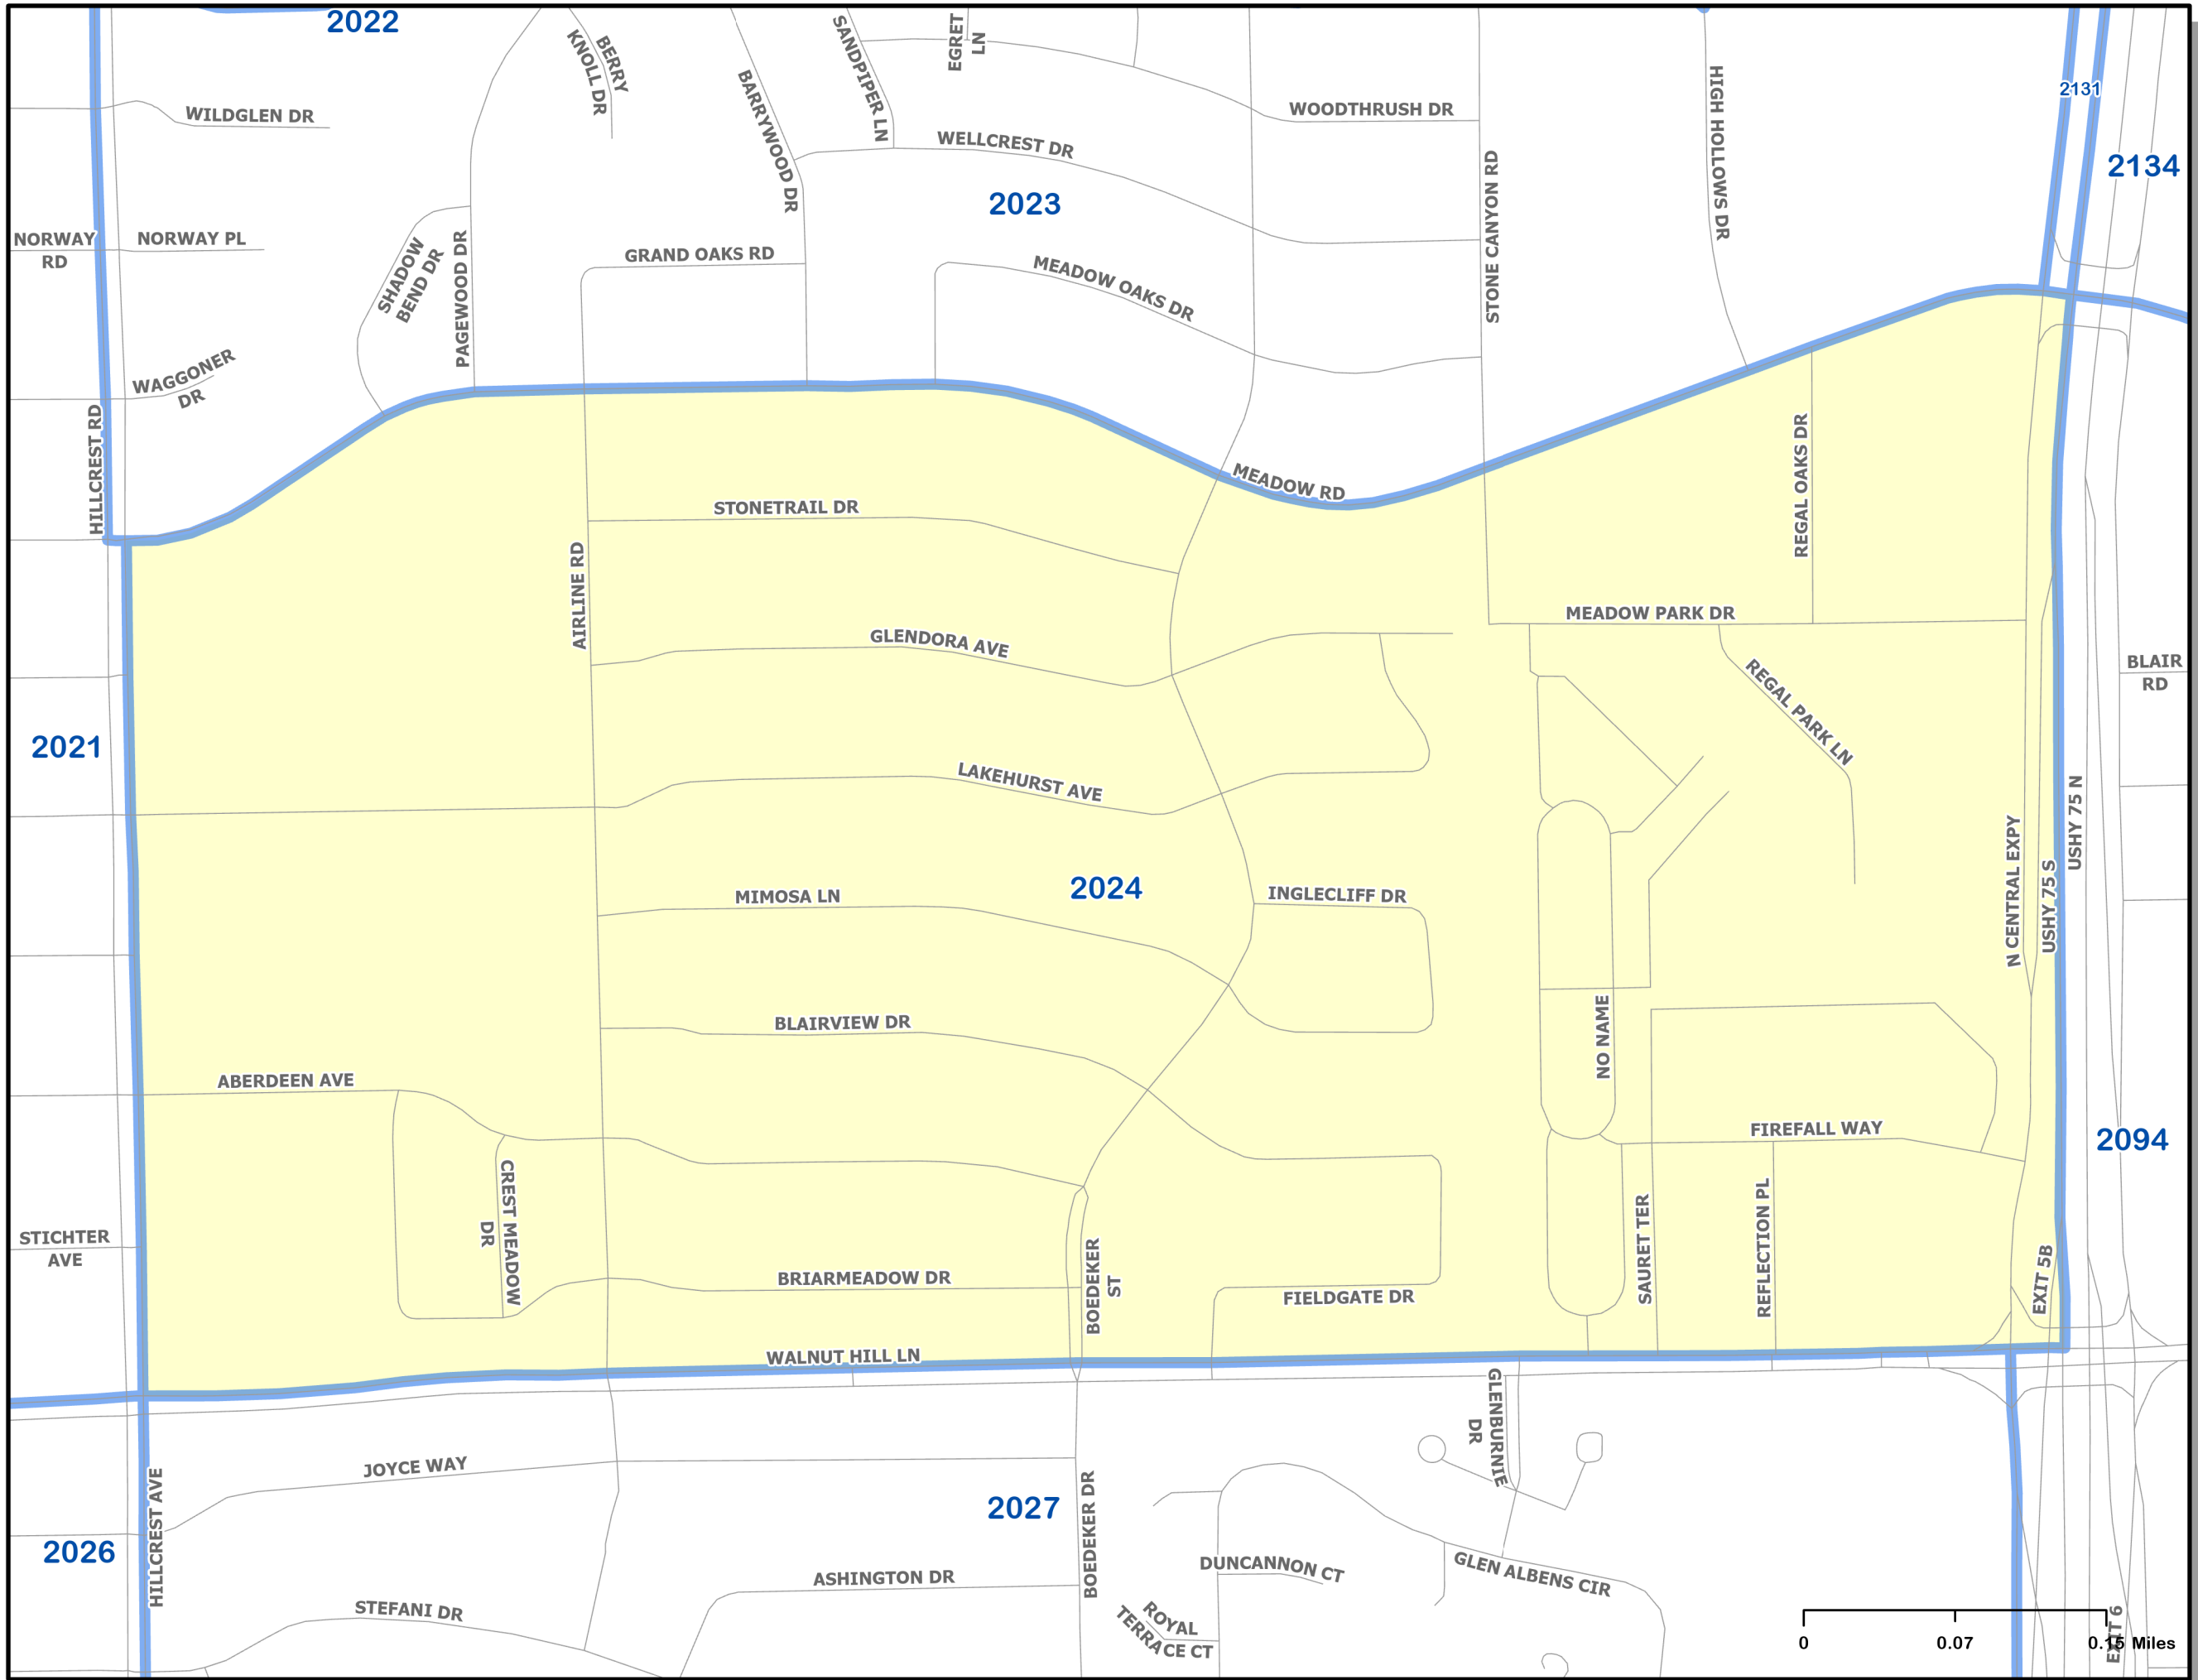 2022
BERRY
KNOLL DR
SANDPIPER LN
EGRET
LN
2131
WILDGLEN DR
BARRYWOOD DR
WOODTHRUSH DR
HIGH HOLLOWS DR
WELLCREST DR
2134
2023
STONE CANYON RD
NORWAY
RD
NORWAY PL
SHADOW
BEND DR
PAGEWOOD DR
GRAND OAKS RD
MEADOW OAKS DR
WAGGONER
DR
HILLCREST RD
MEADOW RD
REGAL OAKS DR
STONETRAIL DR
AIRLINE RD
MEADOW PARK DR
GLENDORA AVE
REGAL PARK LN
BLAIR
RD
2021
LAKEHURST AVE
USHY 75 N
N CENTRAL EXPY
USHY 75 S
2024
MIMOSA LN
INGLECLIFF DR
BLAIRVIEW DR
NO NAME
ABERDEEN AVE
FIREFALL WAY
2094
CREST MEADOW
DR
STICHTER
AVE
BOEDEKER
ST
SAURET TER
REFLECTION PL
EXIT 5B
BRIARMEADOW DR
FIELDGATE DR
WALNUT HILL LN
GLENBURNIE
DR
JOYCE WAY
HILLCREST AVE
2027
BOEDEKER DR
2026
DUNCANNON CT
GLEN ALBENS CIR
ASHINGTON DR
STEFANI DR
ROYAL
TERRACE CT
EXIT 6
0 0.07 0.15 Miles